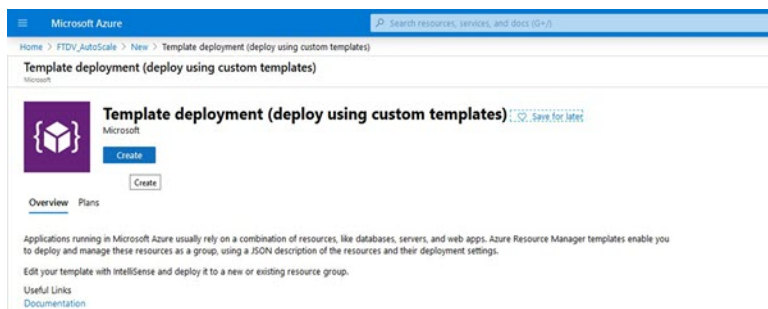 Microsoft Azure
Search resources, services, and docs (G+/)
Home > FTDV_AutoScale > New > Template deployment (deploy using custom templates)
Template deployment (deploy using custom templates)
Microsoft
Template deployment (deploy using custom templates)
Save for later
Microsoft
Create
Create
Overview Plans
Applications running in Microsoft Azure usually rely on a combination of resources, like databases, servers, and web apps. Azure Resource Manager templates enable you
to deploy and manage these resources as a group, using a JSON description of the resources and their deployment settings.
Edit your template with IntelliSense and deploy it to a new or existing resource group.
Useful Links
Documentation